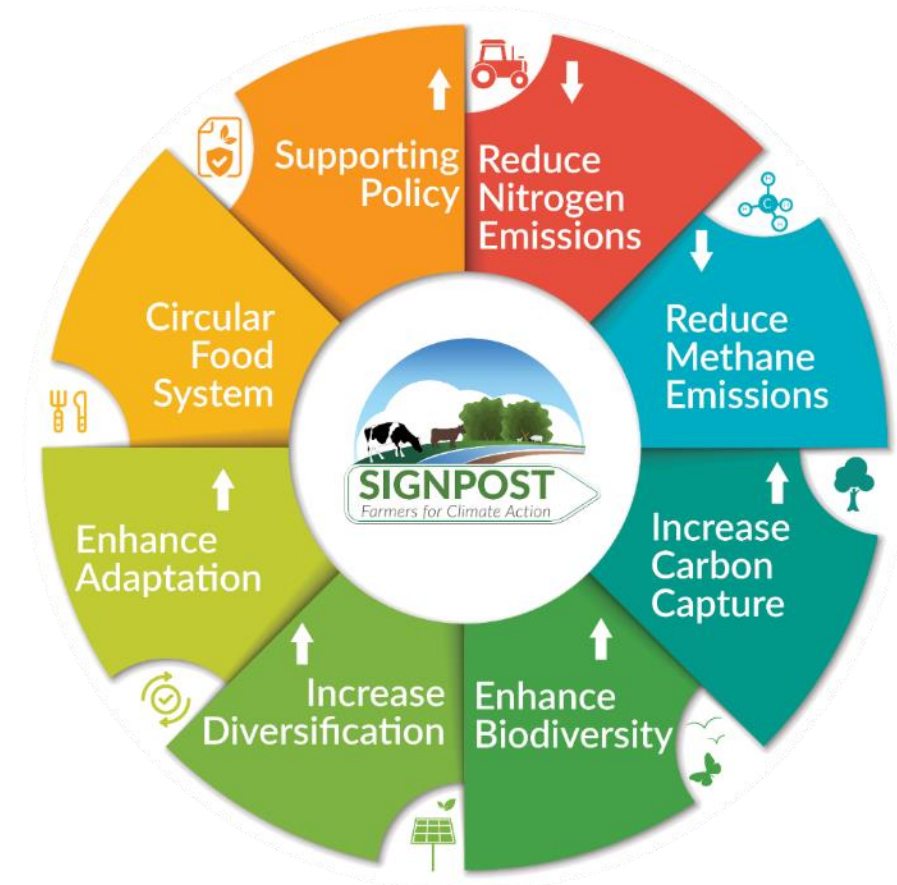 Supporting
Policy
Reduce
Nitrogen
Emissions
Reduce
Methane
Emissions
Increase
Carbon
Capture
Enhance
Biodiversity
Increase
Diversification
Enhance
Adaptation
Circular
Food
System
SIGNPOST
Farmers for Climate Action
C